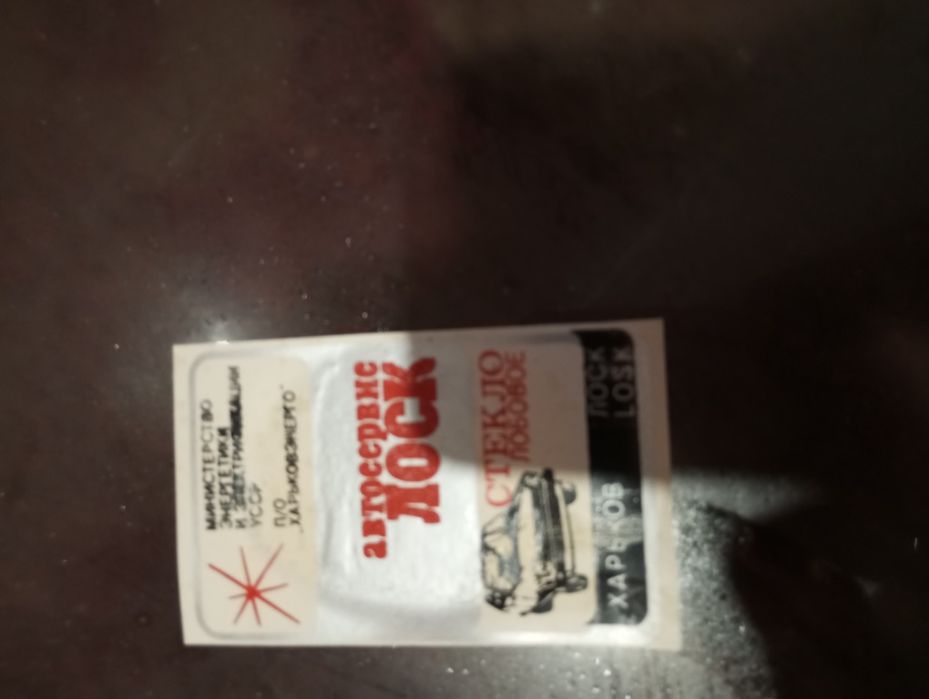 МИНИСТЕРСТВО
ЭНЕРГЕТИКИ
И ЭЛЕКТРИФИКАЦИИ
УССР
П/О
„ХАРЬКОВЭНЕРГО"
автосервис
ЛОСК
СТЕКЛО
ЛОБОВОЕ
ХАРЬКОВ
ЛОСК
LOSK